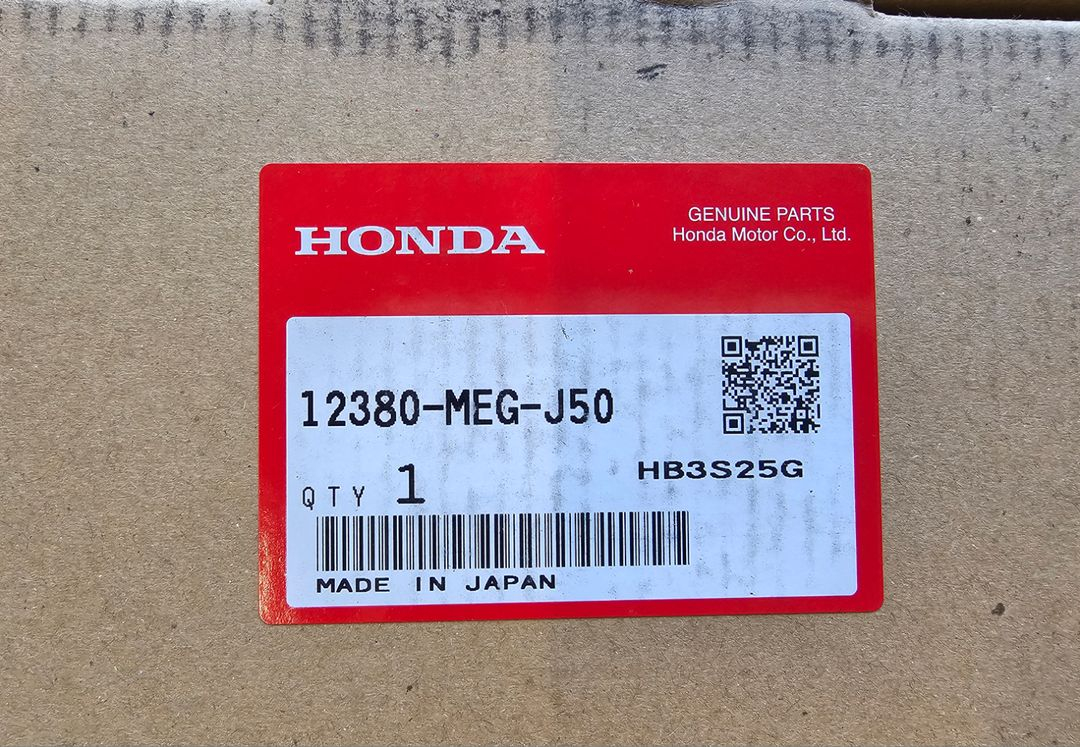 HONDA
GENUINE PARTS
Honda Motor Co., Ltd.
12380-MEG-J50
HB3S25G
QTY 1
MADE IN JAPAN